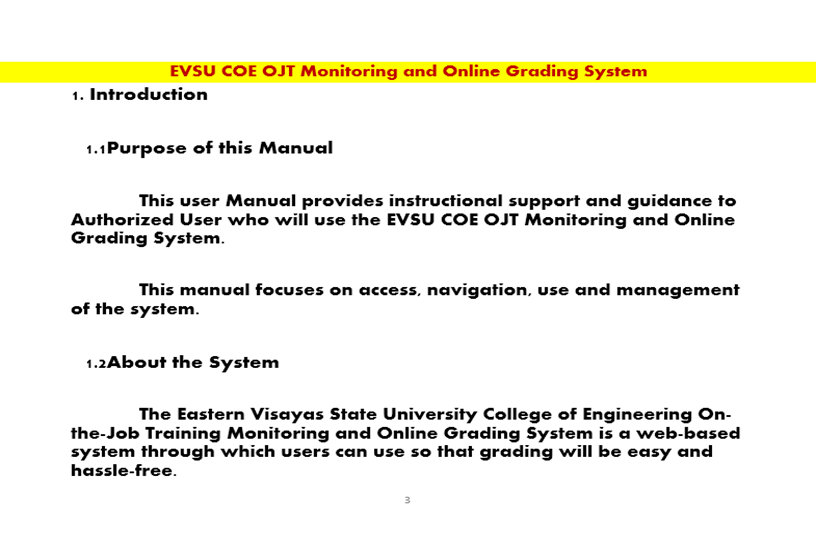 EVSU COE OJT Monitoring and Online Grading System
1. Introduction
1.1Purpose of this Manual
This user Manual provides instructional support and guidance to
Authorized User who will use the EVSU COE OJT Monitoring and Online
Grading System.
This manual focuses on access, navigation, use and management
of the system.
1.2About the System
The Eastern Visayas State University College of Engineering On-
the-Job Training Monitoring and Online Grading System is a web-based
system through which users can use so that grading will be easy and
hassle-free.
3